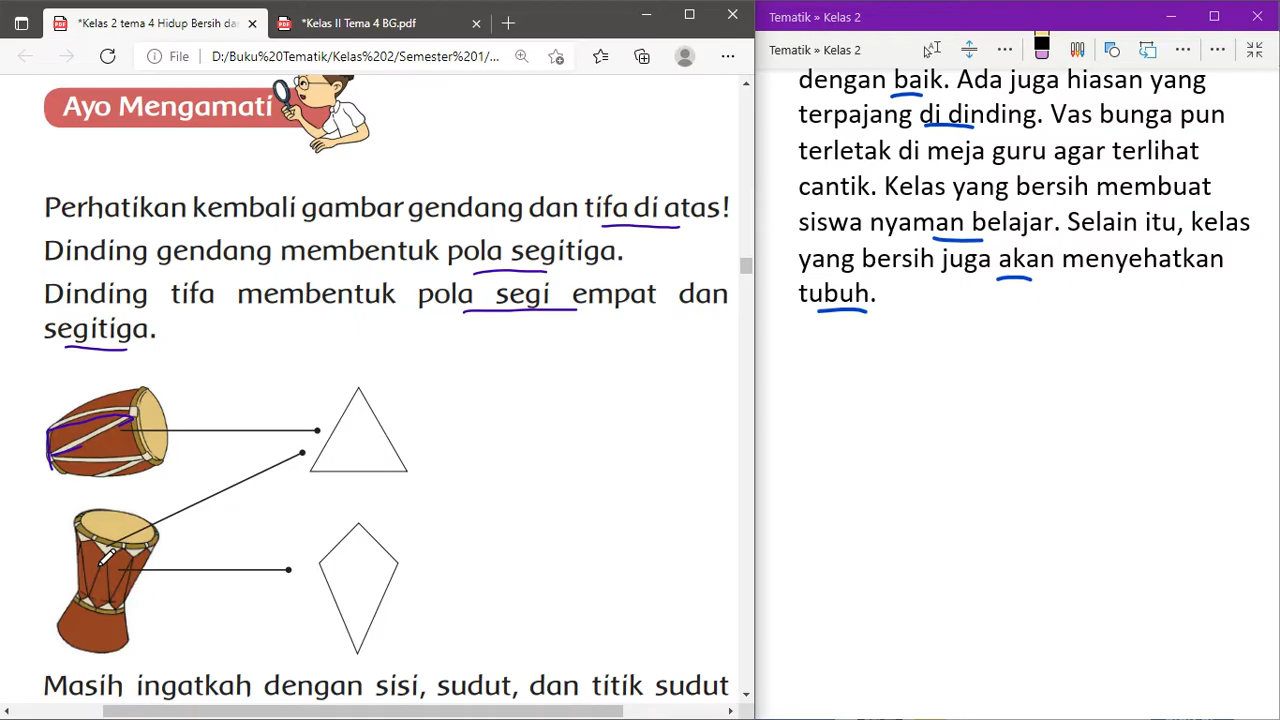 *Kelas 2 tema 4 Hidup Bersih da
*Kelas II Tema 4 BG.pdf
File
D:/Buku%20Tematik/Kelas%202/Semester%201/...
Ayo Mengamati
Perhatikan kembali gambar gendang dan tifa di atas!
Dinding gendang membentuk pola segitiga.
Dinding tifa membentuk pola segi empat dan
segitiga.
Masih ingatkah dengan sisi, sudut, dan titik sudut
Tematik » Kelas 2
Tematik » Kelas 2
dengan baik. Ada juga hiasan yang
terpajang di dinding. Vas bunga pun
terletak di meja guru agar terlihat
cantik. Kelas yang bersih membuat
siswa nyaman belajar. Selain itu, kelas
yang bersih juga akan menyehatkan
tubuh.